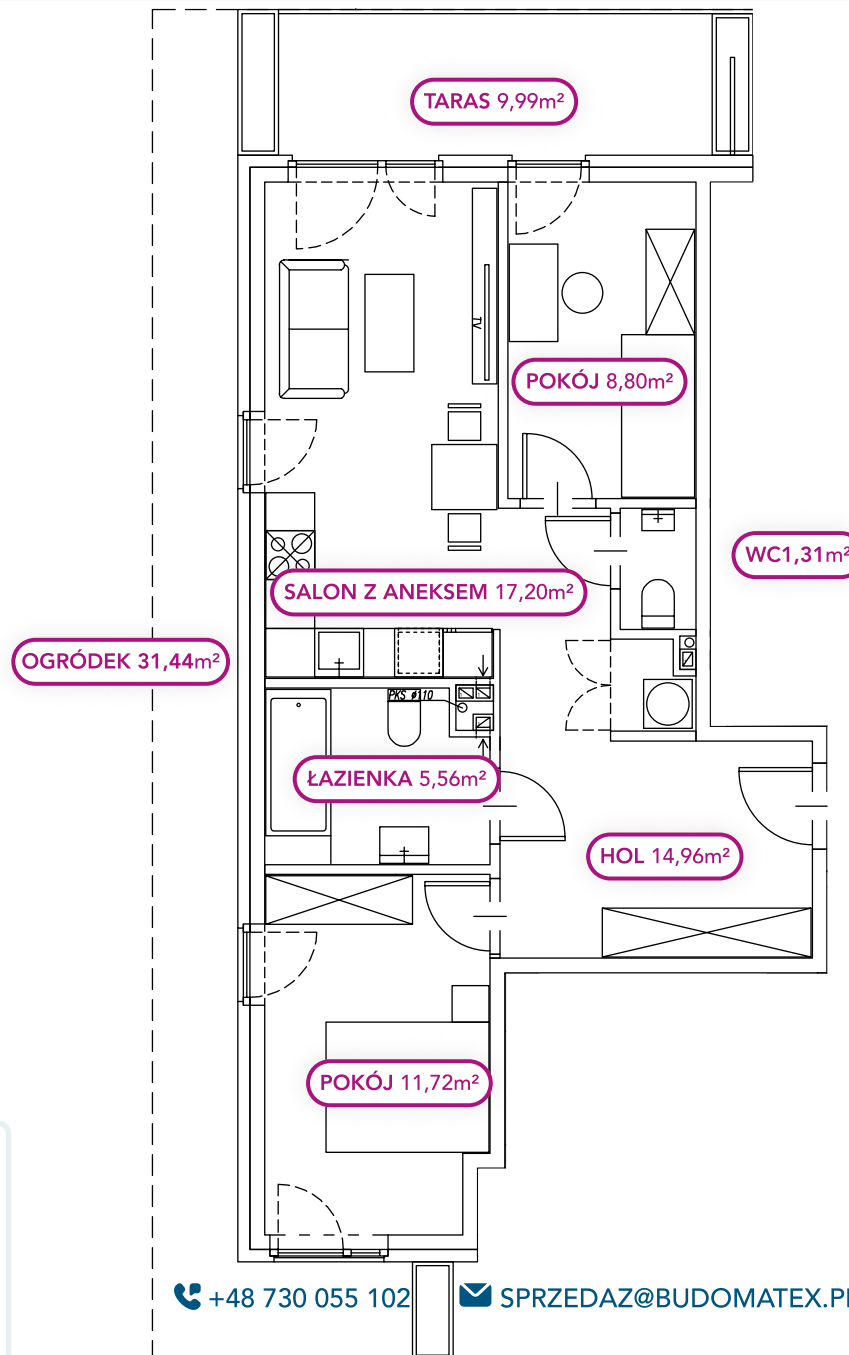 TARAS 9,99m²
TV
POKÓJ 8,80m²
WC1,31m²
SALON Z ANEKSEM 17,20m²
OGRÓDEK 31,44m²
PKS ø110
ŁAZIENKA 5,56m²
HOL 14,96m²
POKÓJ 11,72m²
+48 730 055 102 SPRZEDAZ@BUDOMATEX.PL